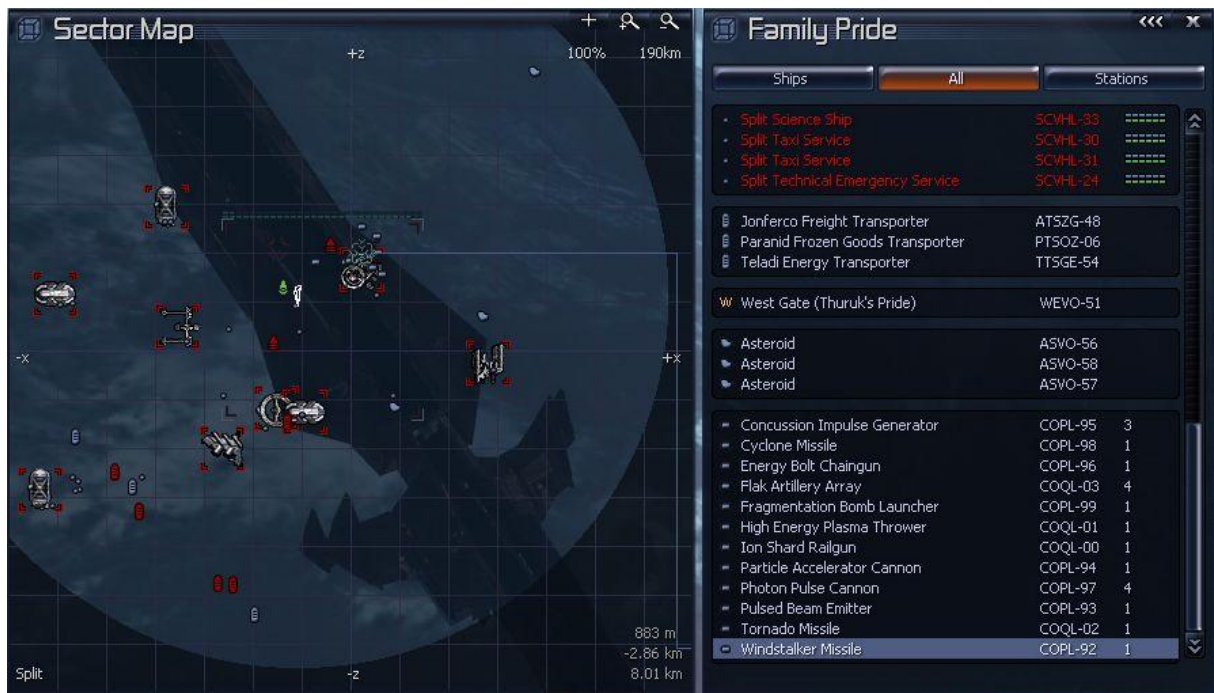 Sector Map
+z
100% 190km
-x
+x
883 m
-2.86 km
8.01 km
Split
-z
Family Pride
<<< X
Ships All Stations
Split Science Ship SCVHL-33
Split Taxi Service SCVHL-30
Split Taxi Service SCVHL-31
Split Technical Emergency Service SCVHL-24
Jonferco Freight Transporter ATSZG-48
Paranid Frozen Goods Transporter PTSOZ-06
Teladi Energy Transporter TTSGE-54
West Gate (Thuruk's Pride) WEVO-51
Asteroid ASVO-56
Asteroid ASVO-58
Asteroid ASVO-57
Concussion Impulse Generator COPL-95 3
Cyclone Missile COPL-98 1
Energy Bolt Chaingun COPL-96 1
Flak Artillery Array COQL-03 4
Fragmentation Bomb Launcher COPL-99 1
High Energy Plasma Thrower COQL-01 1
Ion Shard Railgun COQL-00 1
Particle Accelerator Cannon COPL-94 1
Photon Pulse Cannon COPL-97 4
Pulsed Beam Emitter COPL-93 1
Tornado Missile COQL-02 1
Windstalker Missile COPL-92 1